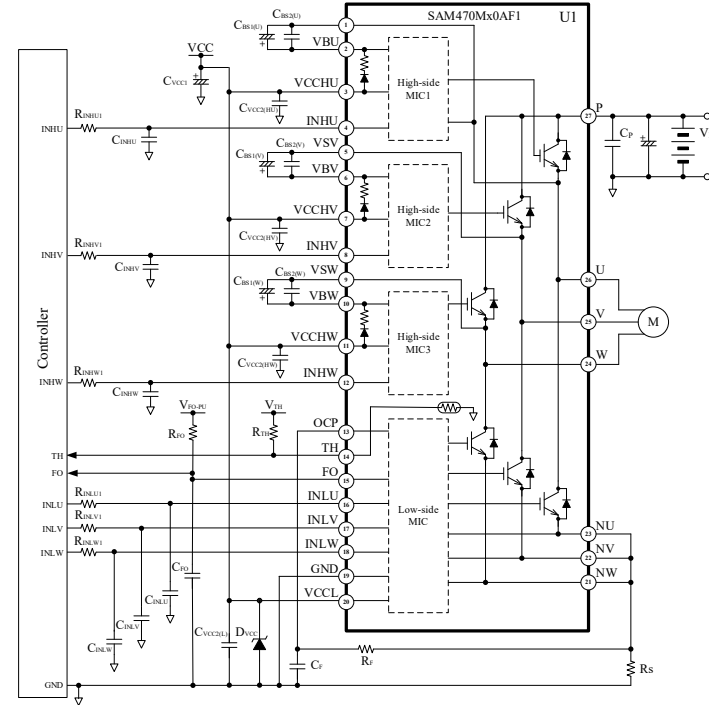 SAM470Mx0AF1
U1
CBS2(U)
CBS1(U)
1
VBU
2
VCC
CVCC1
VCCHU
3
CVCC2(HU)
High-side
MIC1
P
27
CP
V
INHU
RINHU1
CINHU
INHU
4
VSV
5
CBS2(V)
CBS1(V)
VBV
6
VCCHV
7
CVCC2(HV)
High-side
MIC2
INHV
RINHV1
CINHV
INHV
8
VSW
9
CBS2(W)
CBS1(W)
VBW
10
U
26
V
25
M
W
24
VCCHW
11
CVCC2(HW)
High-side
MIC3
Controller
INHW
RINHW1
CINHW
INHW
12
VFO-PU
VTH
RFO
RTH
OCP
13
TH
TH
14
FO
FO
15
INLU
RINLU1
INLU
16
INLV
RINLV1
INLV
17
INLW
RINLW1
INLW
18
Low-side
MIC
NU
23
NV
22
NW
21
GND
19
VCCL
20
CFO
CINLU
CINLV
CINLW
CVCC2(L)
DVCC
CF
RF
RS
GND